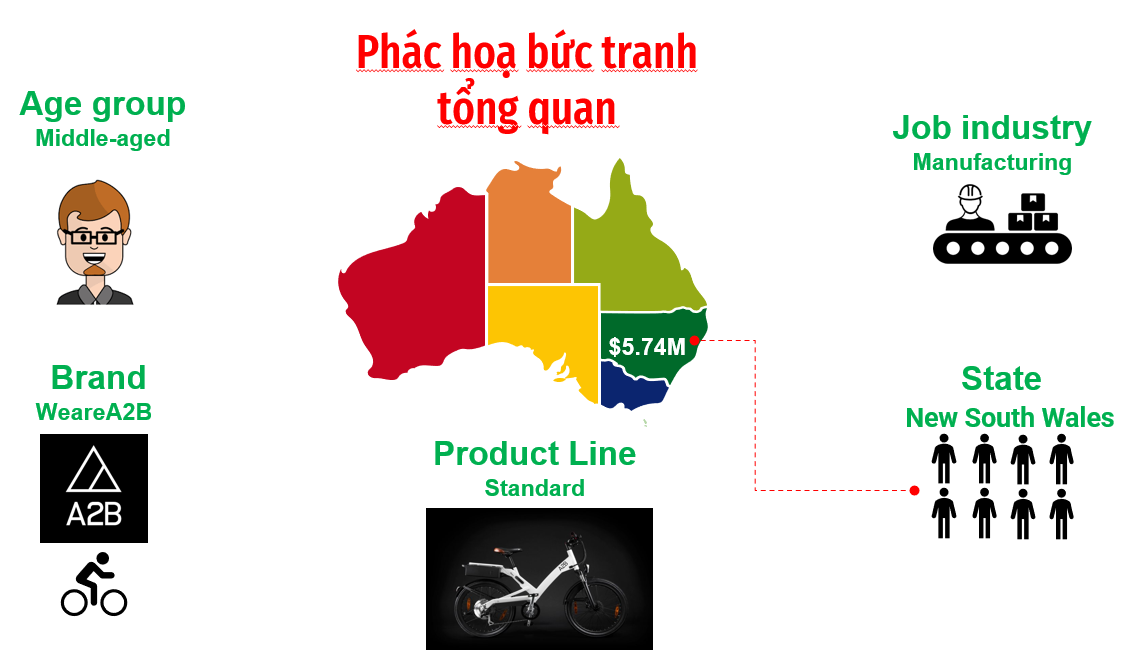 Phác hoạ bức tranh
tổng quan
Age group
Middle-aged
Job industry
Manufacturing
$5.74M
Brand
WeareA2B
A2B
State
New South Wales
Product Line
Standard
A2B